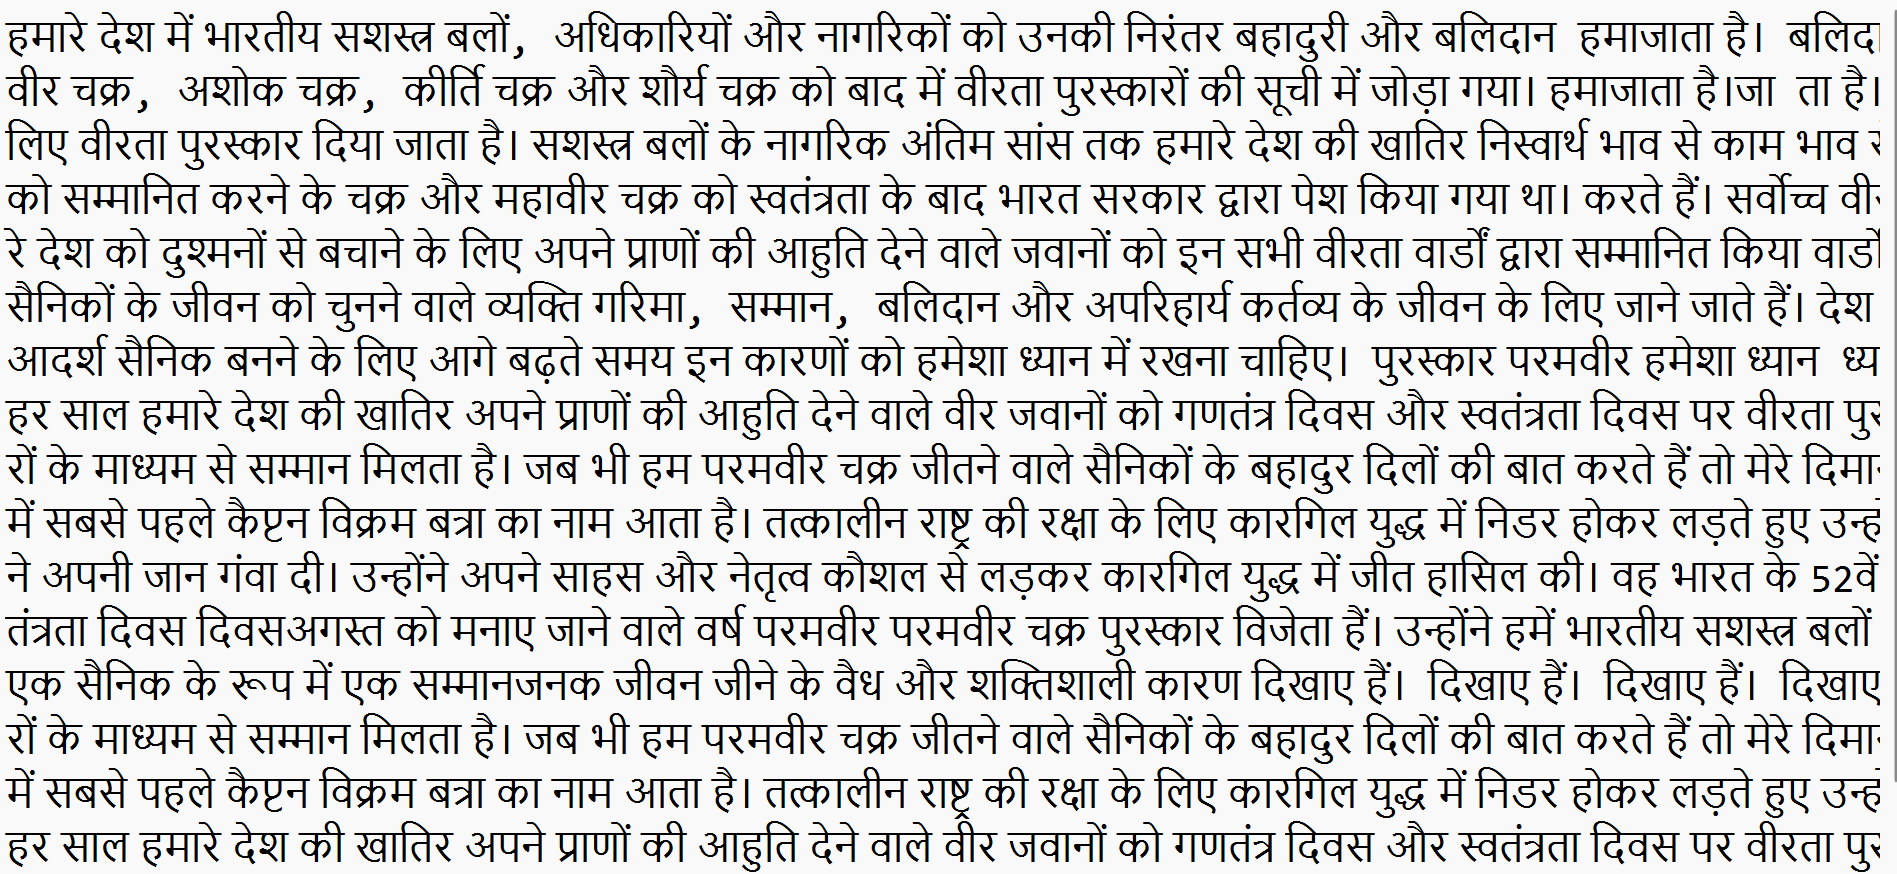 हमारे देश में भारतीय सशस्त्र बलों, अधिकारियों और नागरिकों को उनकी निरंतर बहादुरी और बलिदान हमाजाता है।
वीर चक्र, अशोक चक्र, कीर्ति चक्र और शौर्य चक्र को बाद में वीरता पुरस्कारों की सूची में जोड़ा गया। हमाजाता है।जा ता है।
लिए वीरता पुरस्कार दिया जाता है। सशस्त्र बलों के नागरिक अंतिम सांस तक हमारे देश की खातिर निस्वार्थ भाव से काम भाव
को सम्मानित करने के चक्र और महावीर चक्र को स्वतंत्रता के बाद भारत सरकार द्वारा पेश किया गया था। करते हैं। सर्वोच्च
रे देश को दुश्मनों से बचाने के लिए अपने प्राणों की आहुति देने वाले जवानों को इन सभी वीरता वार्डों द्वारा सम्मानित किया
सैनिकों के जीवन को चुनने वाले व्यक्ति गरिमा, सम्मान, बलिदान और अपरिहार्य कर्तव्य के जीवन के लिए जाने जाते हैं। देश
आदर्श सैनिक बनने के लिए आगे बढ़ते समय इन कारणों को हमेशा ध्यान में रखना चाहिए। पुरस्कार परमवीर हमेशा ध्यान ध्य
हर साल हमारे देश की खातिर अपने प्राणों की आहुति देने वाले वीर जवानों को गणतंत्र दिवस और स्वतंत्रता दिवस पर वीरता
रों के माध्यम से सम्मान मिलता है। जब भी हम परमवीर चक्र जीतने वाले सैनिकों के बहादुर दिलों की बात करते हैं तो मेरे
में सबसे पहले कैप्टन विक्रम बत्रा का नाम आता है। तत्कालीन राष्ट्र की रक्षा के लिए कारगिल युद्ध में निडर होकर लड़ते हुए
ने अपनी जान गंवा दी। उन्होंने अपने साहस और नेतृत्व कौशल से लड़कर कारगिल युद्ध में जीत हासिल की। वह भारत के 52वें
तंत्रता दिवस दिवसअगस्त को मनाए जाने वाले वर्ष परमवीर परमवीर चक्र पुरस्कार विजेता हैं। उन्होंने हमें भारतीय सशस्त्र बलों
एक सैनिक के रूप में एक सम्मानजनक जीवन जीने के वैध और शक्तिशाली कारण दिखाए हैं। दिखाए हैं। दिखाए हैं। दिखाए
रों के माध्यम से सम्मान मिलता है। जब भी हम परमवीर चक्र जीतने वाले सैनिकों के बहादुर दिलों की बात करते हैं तो मेरे
में सबसे पहले कैप्टन विक्रम बत्रा का नाम आता है। तत्कालीन राष्ट्र की रक्षा के लिए कारगिल युद्ध में निडर होकर लड़ते हुए
हर साल हमारे देश की खातिर अपने प्राणों की आहुति देने वाले वीर जवानों को गणतंत्र दिवस और स्वतंत्रता दिवस पर वीरता